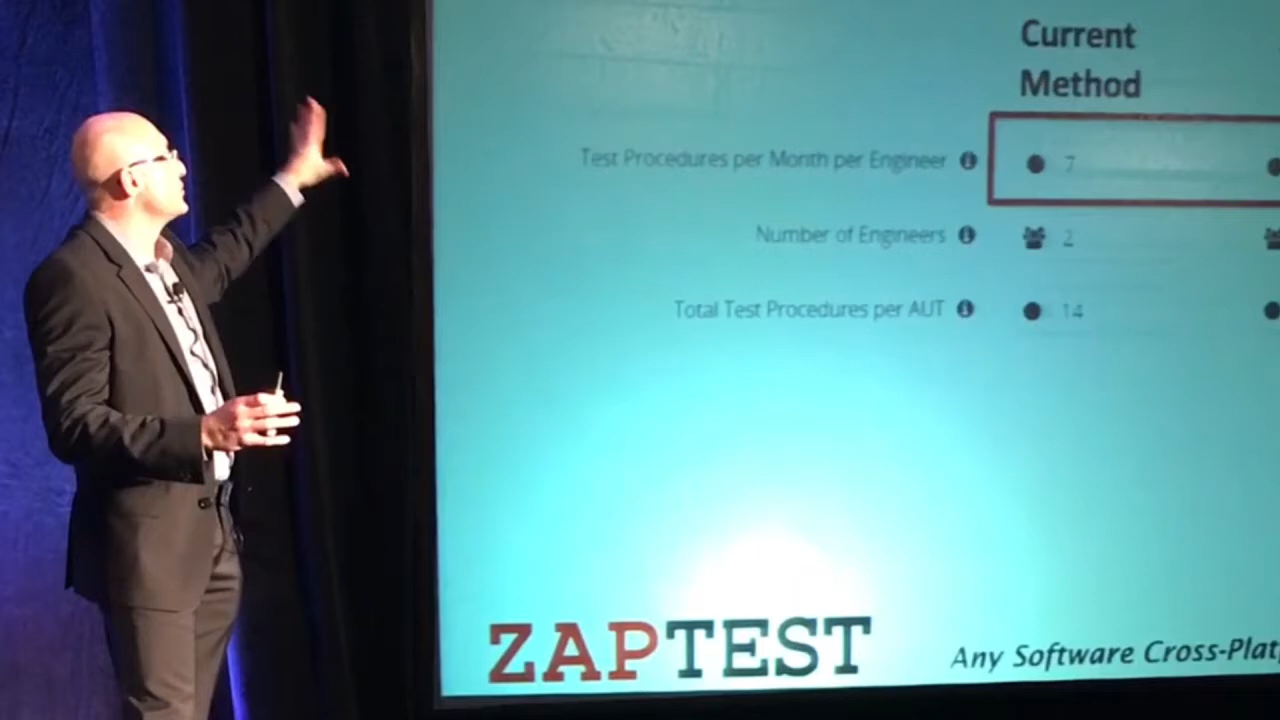 Current
Method
Test Procedures per Month per Engineer 7
Number of Engineers 2
Total Test Procedures per AUT 14
ZAPTEST
Any Software Cross-Plat